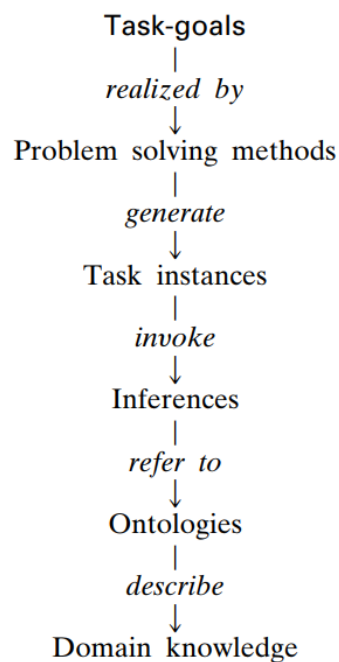 Task-goals
realized by
Problem solving methods
generate
Task instances
invoke
Inferences
refer to
Ontologies
describe
Domain knowledge